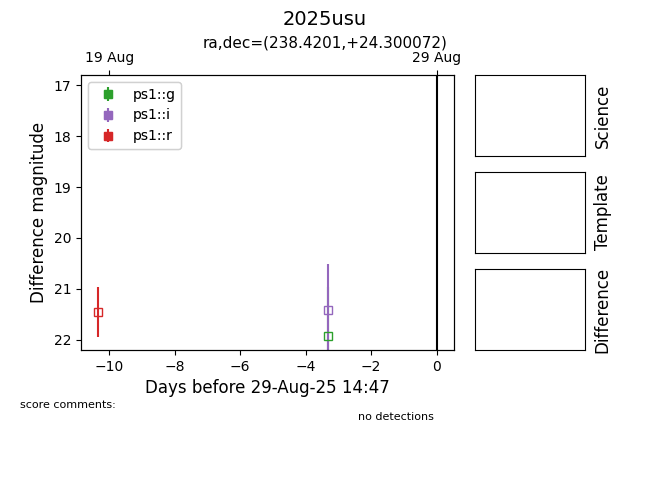 2025usu
ra,dec=(238.4201,+24.300072)
19 Aug
29 Aug
ps1::g
ps1::i
ps1::r
17
18
19
20
21
22
Difference magnitude
−10
−8
−6
−4
−2
0
Days before 29-Aug-25 14:47
Science
Template
Difference
score comments:
no detections